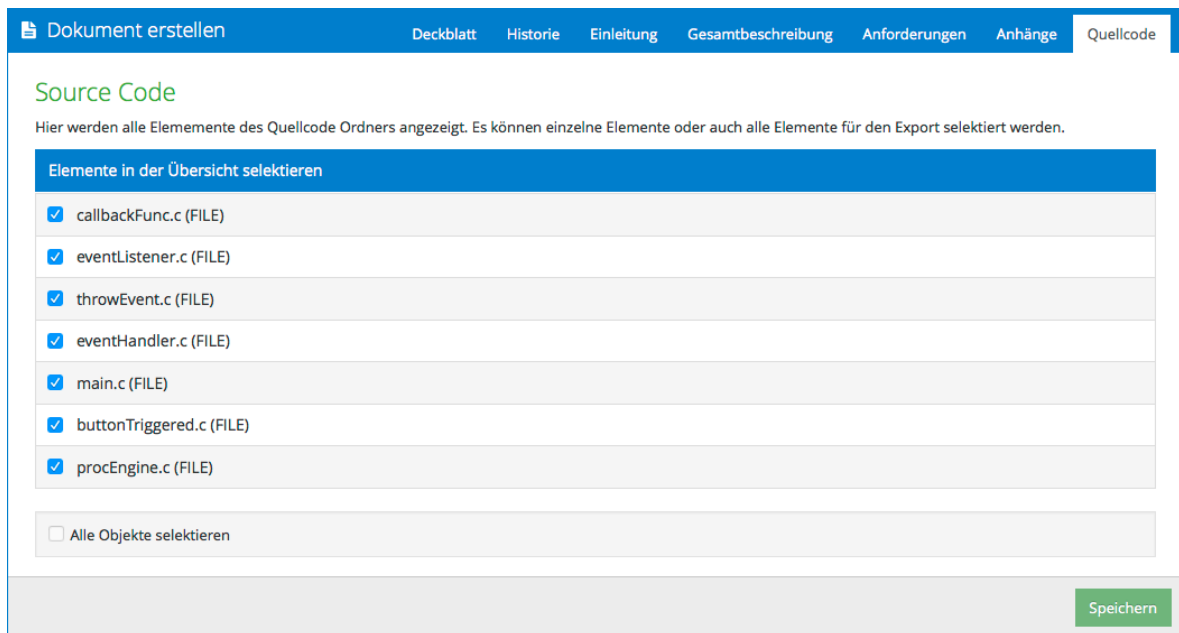 Dokument erstellen
Deckblatt Historie Einleitung Gesamtbeschreibung Anforderungen Anhänge Quellcode
Source Code
Hier werden alle Elememente des Quellcode Ordners angezeigt. Es können einzelne Elemente oder auch alle Elemente für den Export selektiert werden.
Elemente in der Übersicht selektieren
callbackFunc.c (FILE)
eventListener.c (FILE)
throwEvent.c (FILE)
eventHandler.c (FILE)
main.c (FILE)
buttonTriggered.c (FILE)
procEngine.c (FILE)
Alle Objekte selektieren
Speichern